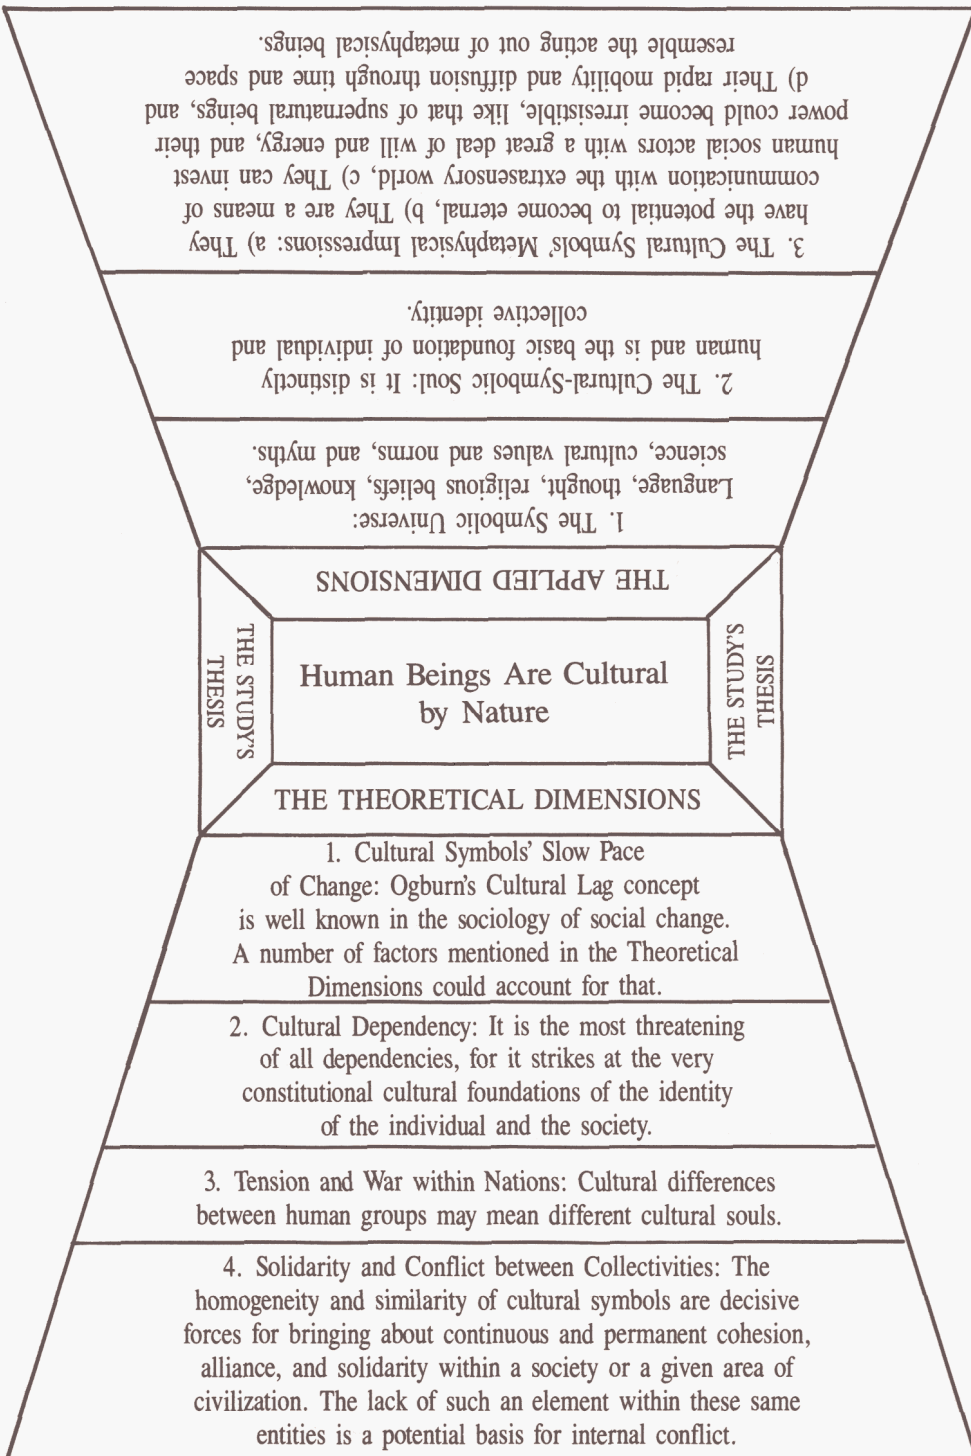 3. The Cultural Symbols' Metaphysical Impressions: a) They
have the potential to become eternal, b) They are a means of
communication with the extrasensory world, c) They can invest
human social actors with a great deal of will and energy, and their
power could become irresistible, like that of supernatural beings, and
d) Their rapid mobility and diffusion through time and space
resemble the acting out of metaphysical beings.
2. The Cultural-Symbolic Soul: It is distinctly
human and is the basic foundation of individual and
collective identity.
1. The Symbolic Universe:
Language, thought, religious beliefs, knowledge,
science, cultural values and norms, and myths.
THE APPLIED DIMENSIONS
THE STUDY'S
THESIS
Human Beings Are Cultural
by Nature
THE STUDY'S
THESIS
THE THEORETICAL DIMENSIONS
1. Cultural Symbols' Slow Pace
of Change: Ogburn's Cultural Lag concept
is well known in the sociology of social change.
A number of factors mentioned in the Theoretical
Dimensions could account for that.
2. Cultural Dependency: It is the most threatening
of all dependencies, for it strikes at the very
constitutional cultural foundations of the identity
of the individual and the society.
3. Tension and War within Nations: Cultural differences
between human groups may mean different cultural souls.
4. Solidarity and Conflict between Collectivities: The
homogeneity and similarity of cultural symbols are decisive
forces for bringing about continuous and permanent cohesion,
alliance, and solidarity within a society or a given area of
civilization. The lack of such an element within these same
entities is a potential basis for internal conflict.